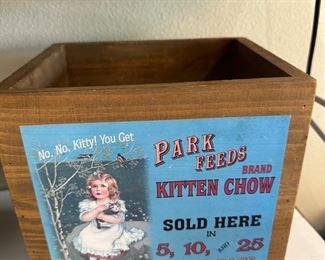 No, No, Kitty! You Get
PARK
FEEDS
BRAND
KITTEN CHOW
SOLD HERE
IN
5, 10, AND 25